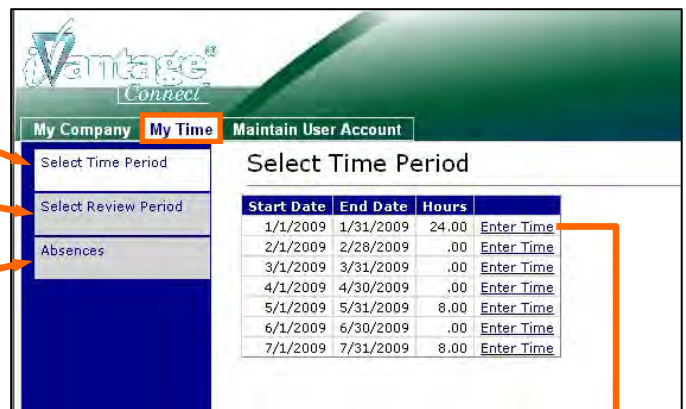 iVantage®
Connect
My Company My Time Maintain User Account
Select Time Period
Select Review Period
Absences
Select Time Period
Start Date End Date Hours
1/1/2009 1/31/2009 24.00 Enter Time
2/1/2009 2/28/2009 .00 Enter Time
3/1/2009 3/31/2009 .00 Enter Time
4/1/2009 4/30/2009 .00 Enter Time
5/1/2009 5/31/2009 8.00 Enter Time
6/1/2009 6/30/2009 .00 Enter Time
7/1/2009 7/31/2009 8.00 Enter Time